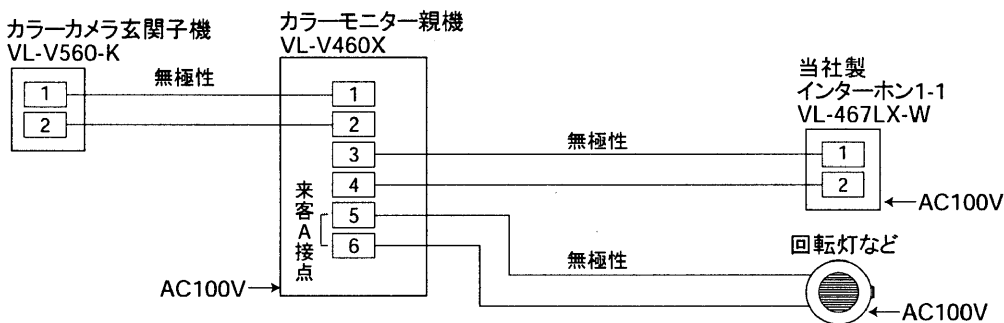 カラーカメラ玄関子機
VL-V560-K
1
2
無極性
カラーモニター親機
VL-V460X
1
2
3
4
5
6
来客A接点
AC100V
無極性
無極性
当社製
インターホン1-1
VL-467LX-W
1
2
AC100V
回転灯など
AC100V